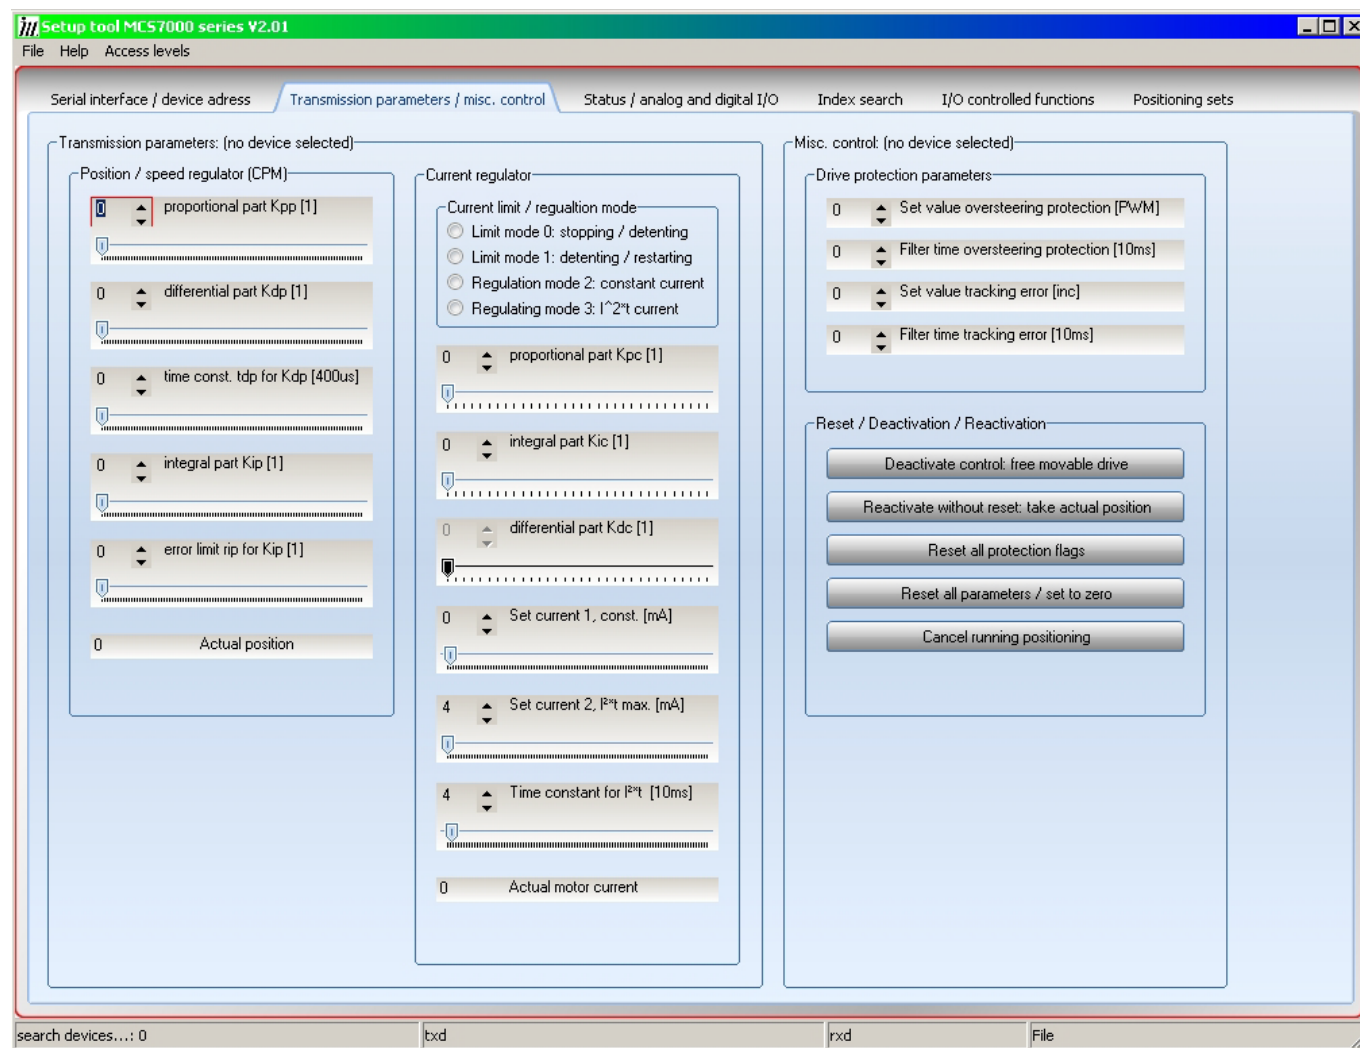 Setup tool MCS7000 series V2.01
File Help Access levels
Serial interface / device adress Transmission parameters / misc. control Status / analog and digital I/O Index search I/O controlled functions Positioning sets
Transmission parameters: (no device selected)
Position / speed regulator (CPM)
0 proportional part Kpp [1]
0 differential part Kdp [1]
0 time const. tdp for Kdp [400us]
0 integral part Kip [1]
0 error limit rip for Kip [1]
0 Actual position
Current regulator
Current limit / regualtion mode
Limit mode 0: stopping / detenting
Limit mode 1: detenting / restarting
Regulation mode 2: constant current
Regulating mode 3: I^2*t current
0 proportional part Kpc [1]
0 integral part Kic [1]
0 differential part Kdc [1]
0 Set current 1, const. [mA]
4 Set current 2, I²*t max. [mA]
4 Time constant for I²*t [10ms]
0 Actual motor current
Misc. control: (no device selected)
Drive protection parameters
0 Set value oversteering protection [PWM]
0 Filter time oversteering protection [10ms]
0 Set value tracking error [inc]
0 Filter time tracking error [10ms]
Reset / Deactivation / Reactivation
Deactivate control: free movable drive
Reactivate without reset: take actual position
Reset all protection flags
Reset all parameters / set to zero
Cancel running positioning
search devices...: 0 txd rxd File